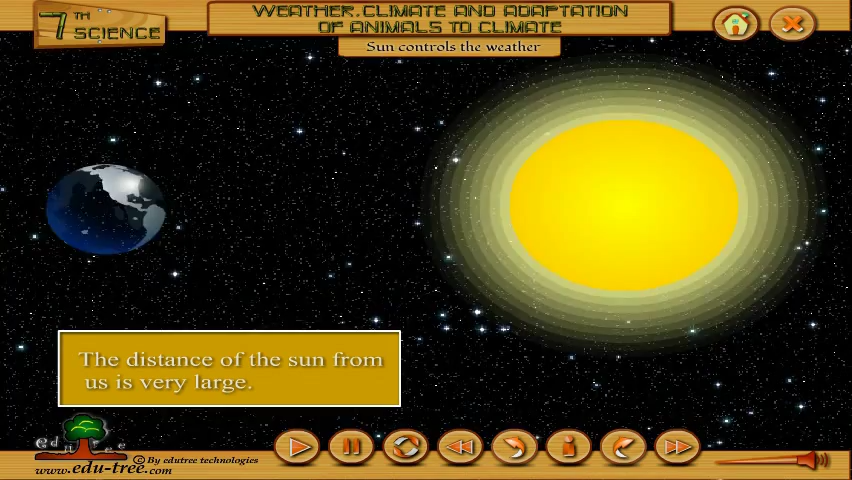 7TH SCIENCE
WEATHER,CLIMATE AND ADAPTATION
OF ANIMALS TO CLIMATE
Sun controls the weather
The distance of the sun from
us is very large.
edutree
© By edutree technologies
www.edu-tree.com